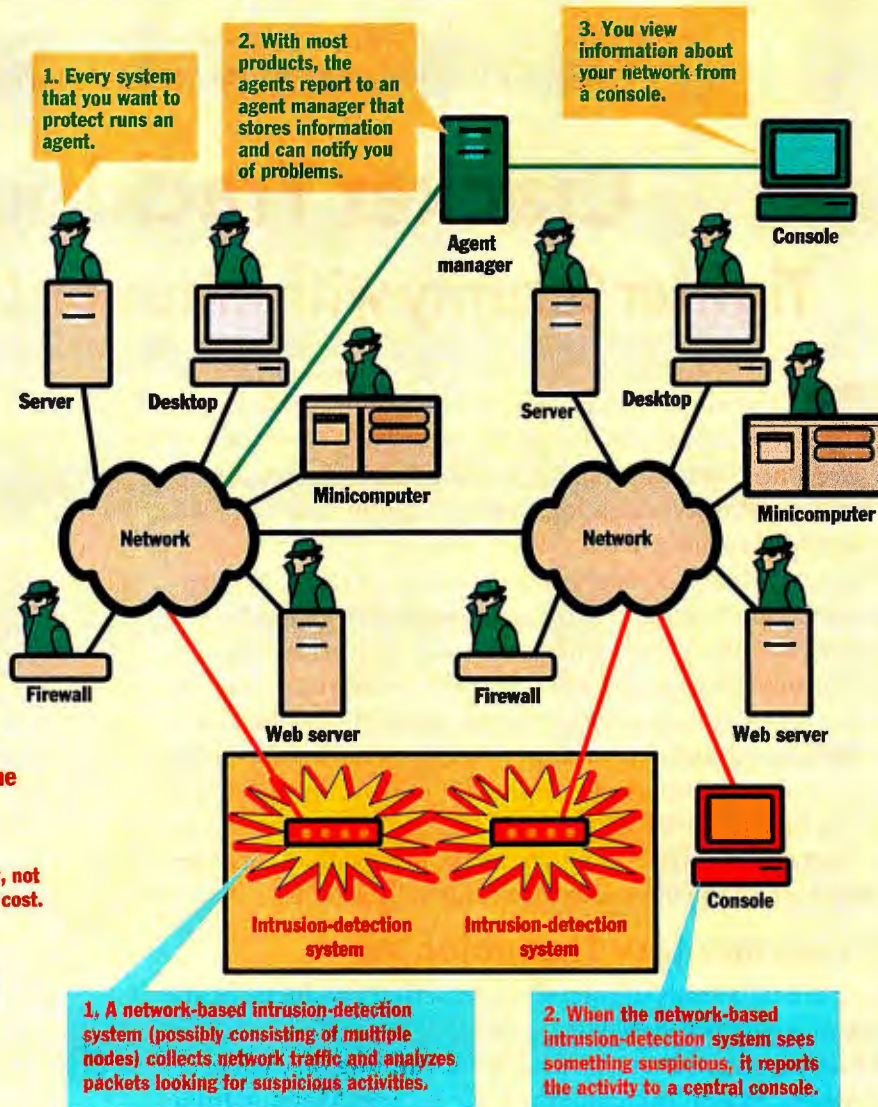 1. Every system
that you want to
protect runs an
agent.
2. With most
products, the
agents report to an
agent manager that
stores information
and can notify you
of problems.
3. You view
information about
your network from
a console.
Agent
manager
Console
Server
Desktop
Minicomputer
Server
Desktop
Minicomputer
Network
Network
Firewall
Web server
Firewall
Web server
ne
, not
cost.
Intrusion-detection
system
Intrusion-detection
system
Console
1. A network-based intrusion-detection
system (possibly consisting of multiple
nodes) collects network traffic and analyzes
packets looking for suspicious activities.
2. When the network-based
intrusion-detection system sees
something suspicious, it reports
the activity to a central console.